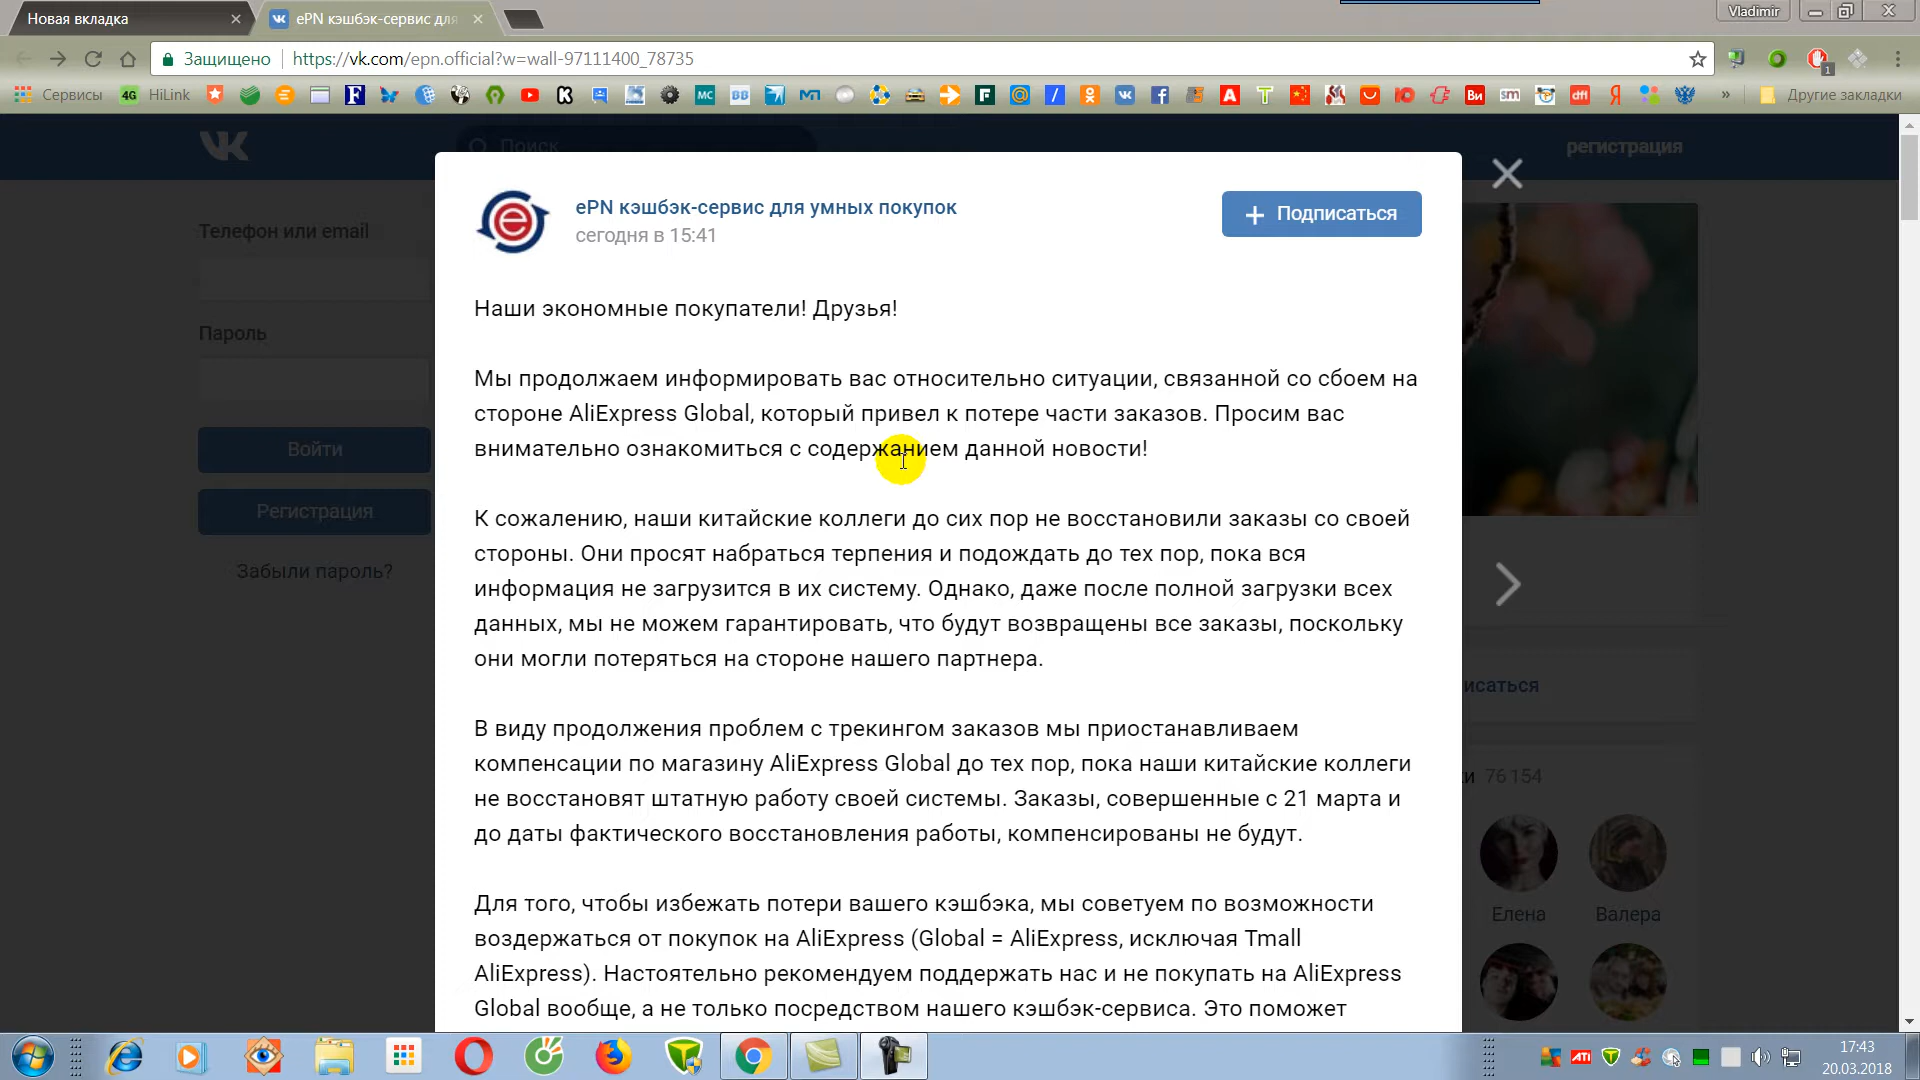 Новая вкладка
ePN кэшбэк-сервис для
Vladimir
Защищено
https://vk.com/epn.official?w=wall-97111400_78735
1
Сервисы
4G HiLink
Другие закладки
Поиск
регистрация
Телефон или email
Пароль
Войти
Регистрация
Забыли пароль?
ePN кэшбэк-сервис для умных покупок
сегодня в 15:41
Подписаться
Наши экономные покупатели! Друзья!
Мы продолжаем информировать вас относительно ситуации, связанной со сбоем на
стороне AliExpress Global, который привел к потере части заказов. Просим вас
внимательно ознакомиться с содержанием данной новости!
К сожалению, наши китайские коллеги до сих пор не восстановили заказы со своей
стороны. Они просят набраться терпения и подождать до тех пор, пока вся
информация не загрузится в их систему. Однако, даже после полной загрузки всех
данных, мы не можем гарантировать, что будут возвращены все заказы, поскольку
они могли потеряться на стороне нашего партнера.
В виду продолжения проблем с трекингом заказов мы приостанавливаем
компенсации по магазину AliExpress Global до тех пор, пока наши китайские коллеги
не восстановят штатную работу своей системы. Заказы, совершенные с 21 марта и
до даты фактического восстановления работы, компенсированы не будут.
Для того, чтобы избежать потери вашего кэшбэка, мы советуем по возможности
воздержаться от покупок на AliExpress (Global = AliExpress, исключая Tmall
AliExpress). Настоятельно рекомендуем поддержать нас и не покупать на AliExpress
Global вообще, а не только посредством нашего кэшбэк-сервиса. Это поможет
исаться
и 76 154
Елена
Валера
17:43
20.03.2018